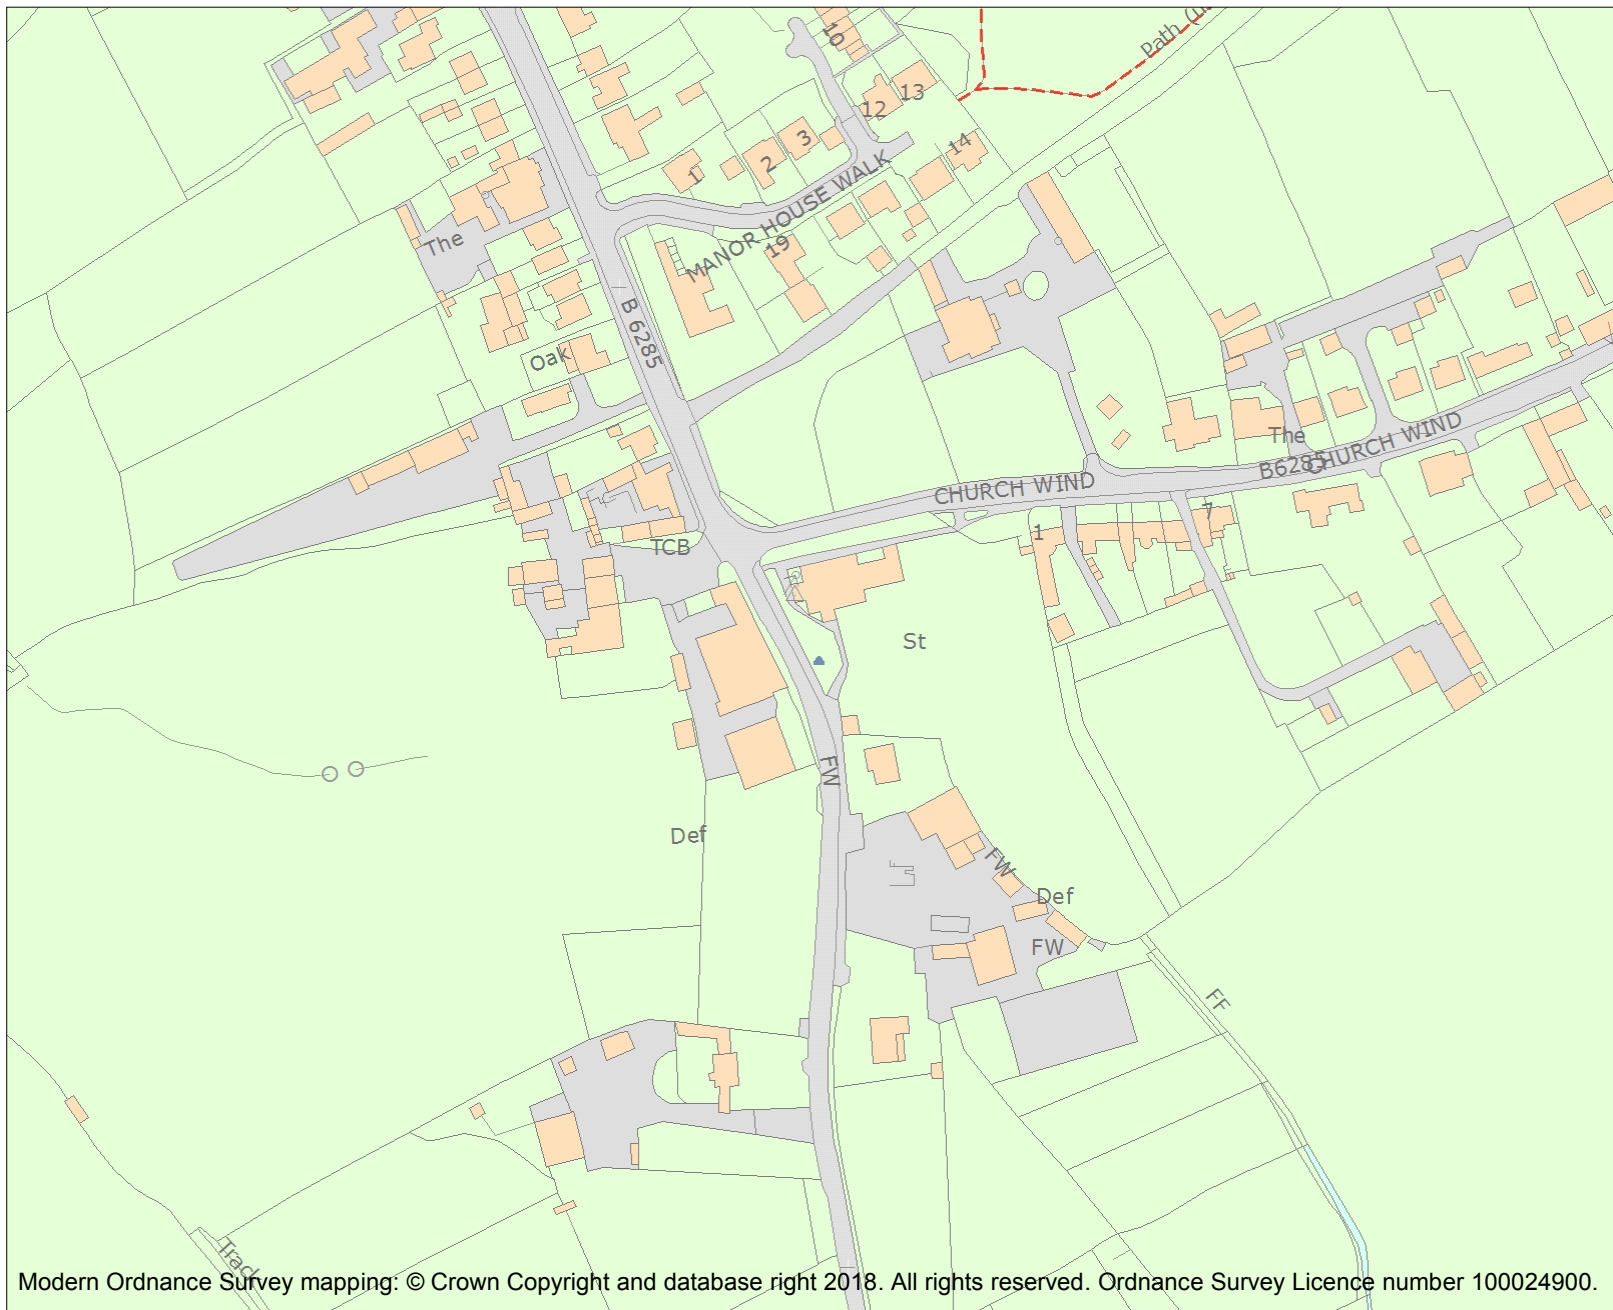 10
Path (u
13
12
14
3
2
1
MANOR HOUSE WALK
19
The
B 6285
Oak
The
CHURCH WIND
B6285
CHURCH WIND
7
1
TCB
St
FW
Def
FW
Def
FW
FF
Track
Modern Ordnance Survey mapping: © Crown Copyright and database right 2018. All rights reserved. Ordnance Survey Licence number 100024900.